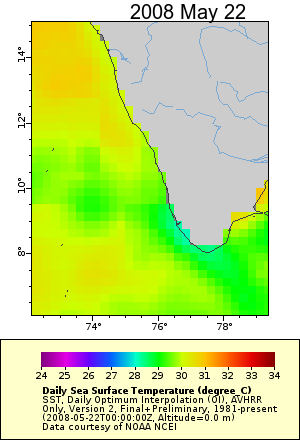 2008 May 22
14°
12°
10°
8°
74°
76°
78°
24 25 26 27 28 29 30 31 32 33 34
Daily Sea Surface Temperature (degree_C)
SST, Daily Optimum Interpolation (OI), AVHRR
Only, Version 2, Final+Preliminary, 1981-present
(2008-05-22T00:00:00Z, Altitude=0.0 m)
Data courtesy of NOAA NCEI